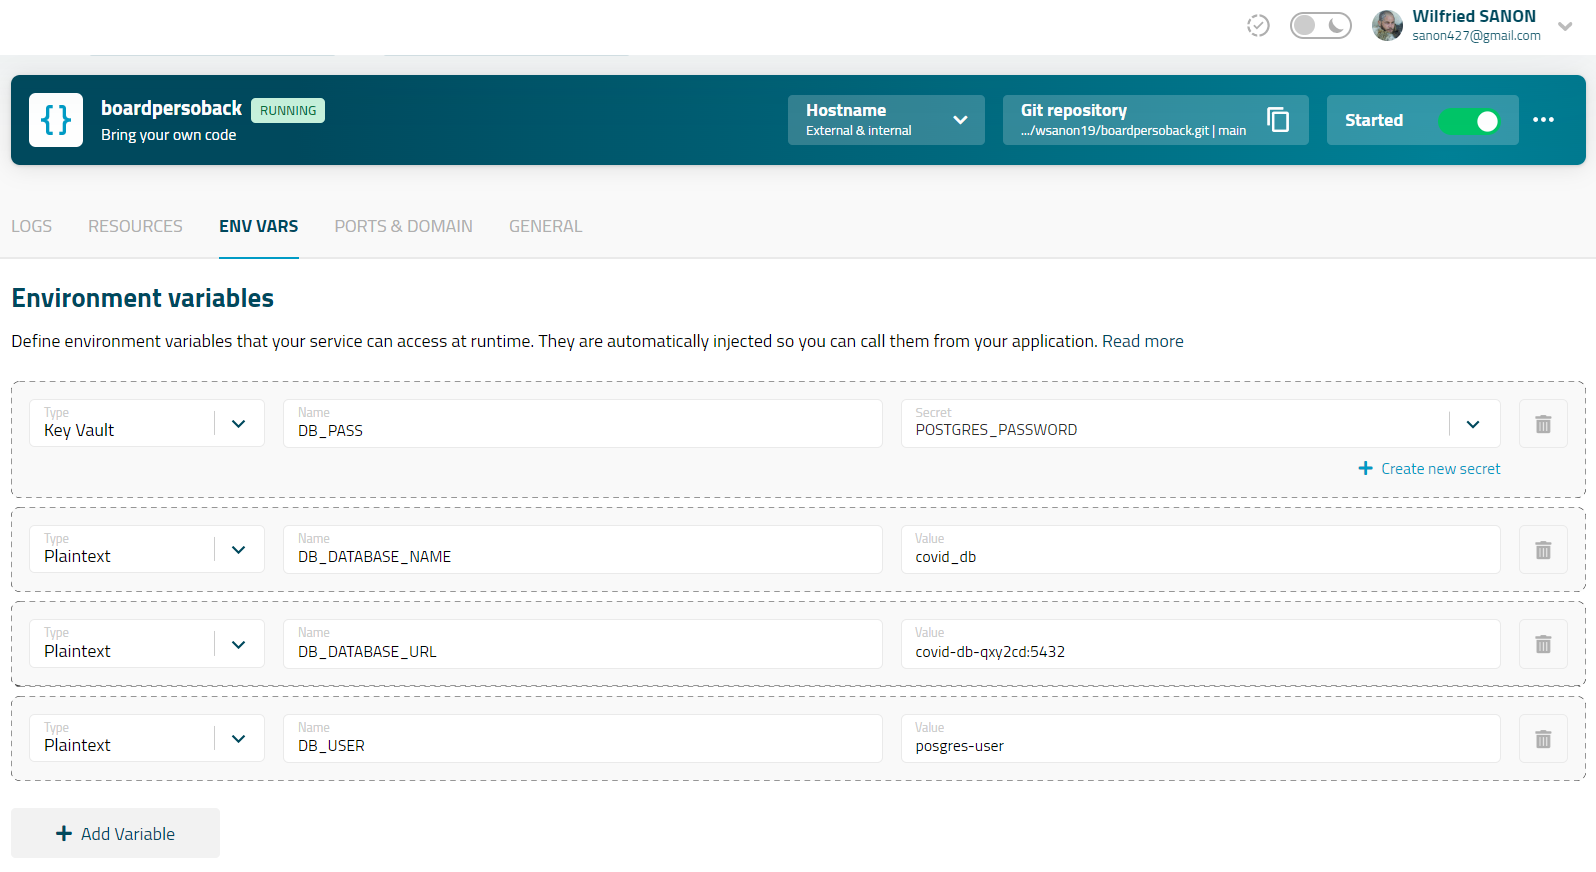 Wilfried SANON
sanon427@gmail.com
{}
boardpersoback RUNNING
Bring your own code
Hostname
External & internal
Git repository
.../wsanon19/boardpersoback.git | main
Started
LOGS RESOURCES ENV VARS PORTS & DOMAIN GENERAL
Environment variables
Define environment variables that your service can access at runtime. They are automatically injected so you can call them from your application. Read more
Type
Key Vault
Name
DB_PASS
Secret
POSTGRES_PASSWORD
+ Create new secret
Type
Plaintext
Name
DB_DATABASE_NAME
Value
covid_db
Type
Plaintext
Name
DB_DATABASE_URL
Value
covid-db-qxy2cd:5432
Type
Plaintext
Name
DB_USER
Value
posgres-user
+ Add Variable